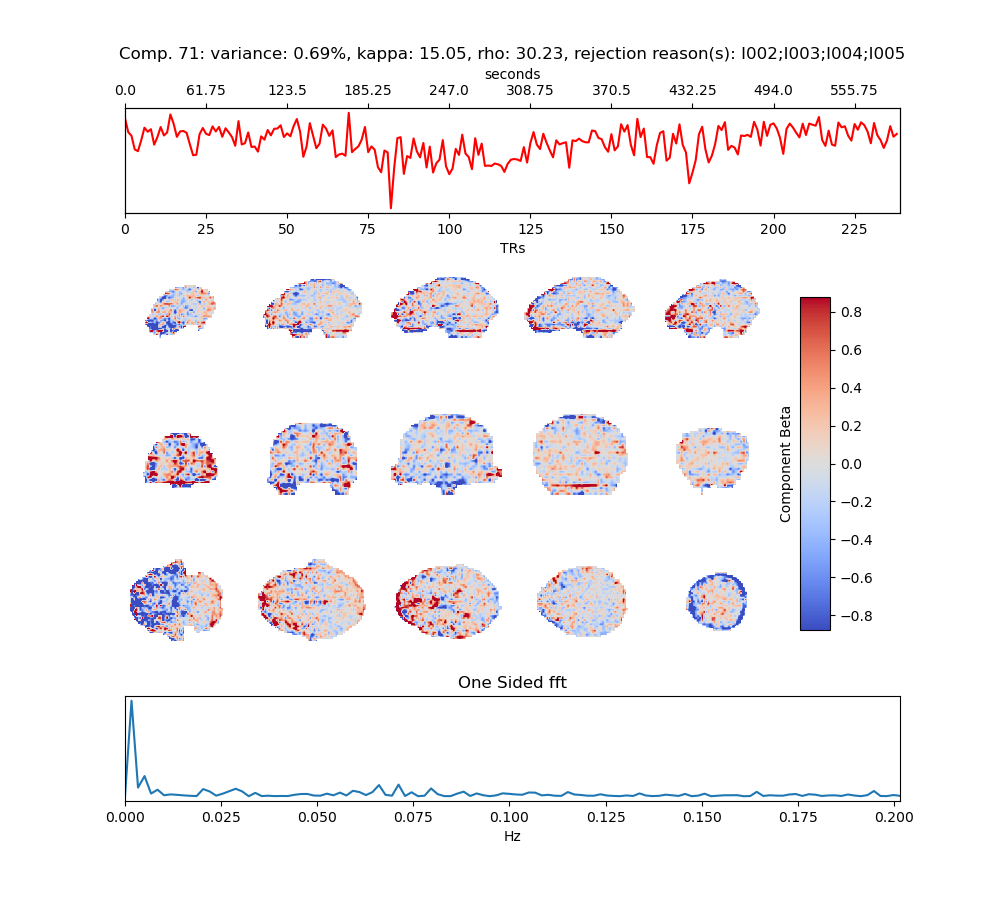 Comp. 71: variance: 0.69%, kappa: 15.05, rho: 30.23, rejection reason(s): I002;I003;I004;I005
seconds
0.0 61.75 123.5 185.25 247.0 308.75 370.5 432.25 494.0 555.75
0 25 50 75 100 125 150 175 200 225
TRs
0.8
0.6
0.4
0.2
0.0
−0.2
−0.4
−0.6
−0.8
Component Beta
One Sided fft
0.000 0.025 0.050 0.075 0.100 0.125 0.150 0.175 0.200
Hz